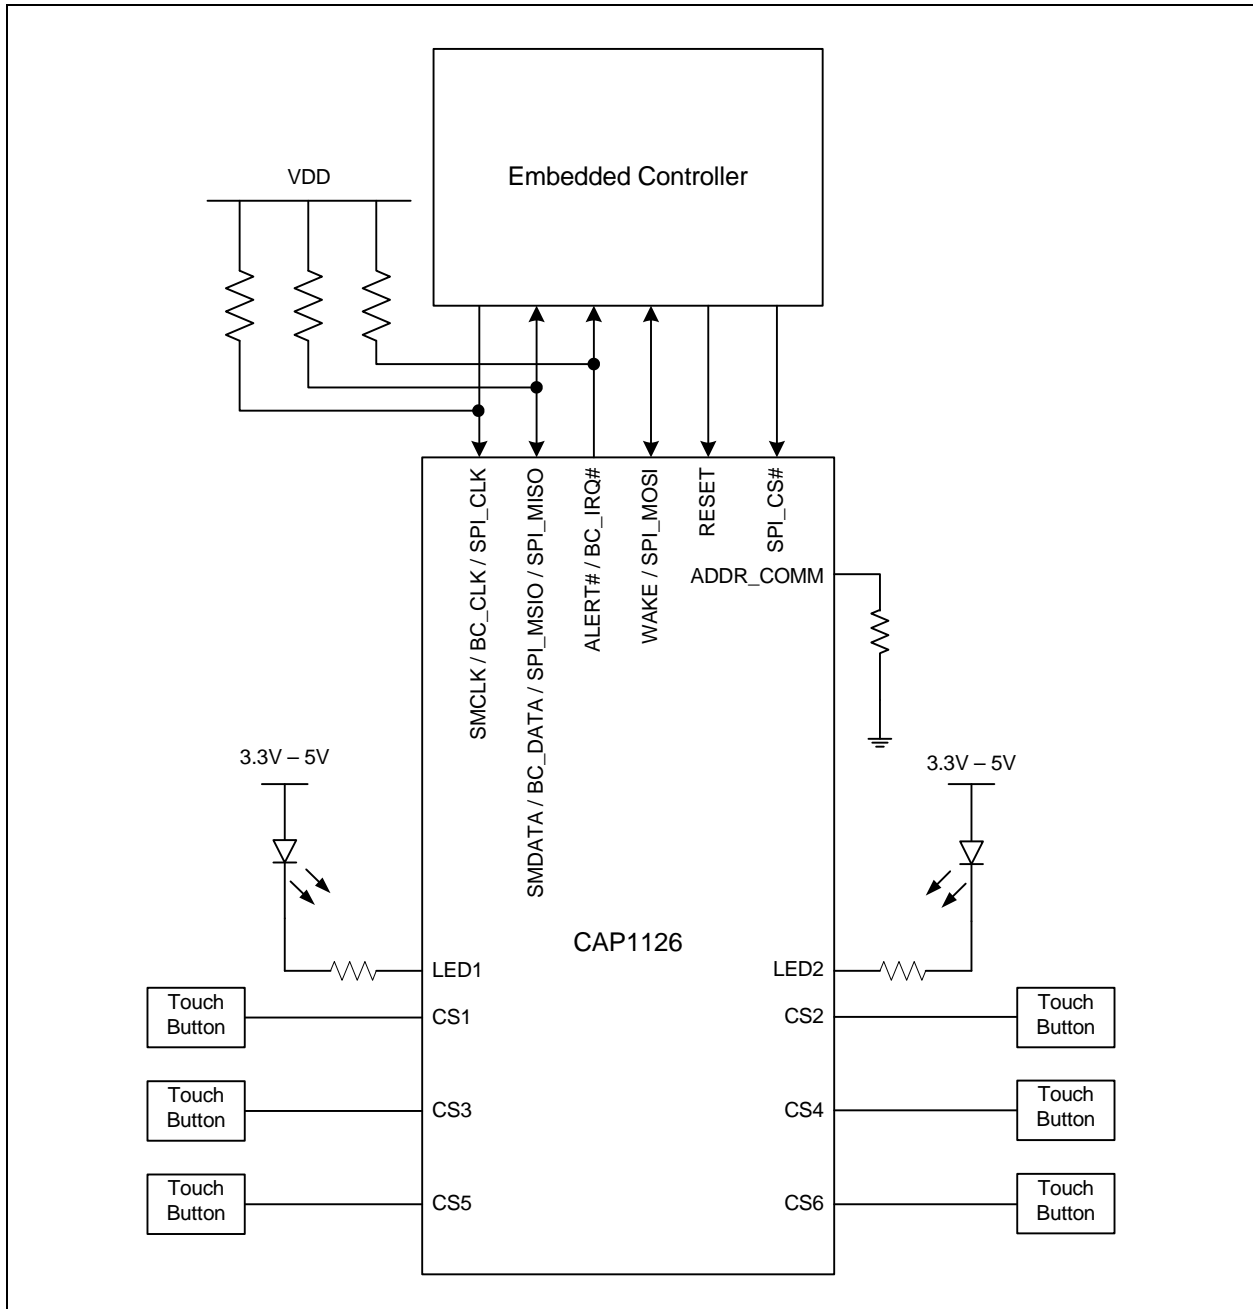 Embedded Controller
VDD
SMCLK / BC_CLK / SPI_CLK
SMDATA / BC_DATA / SPI_MSIO / SPI_MISO
ALERT# / BC_IRQ#
WAKE / SPI_MOSI
RESET
SPI_CS#
ADDR_COMM
3.3V – 5V
3.3V – 5V
CAP1126
LED1
LED2
Touch
Button
CS1
CS2
Touch
Button
Touch
Button
CS3
CS4
Touch
Button
Touch
Button
CS5
CS6
Touch
Button